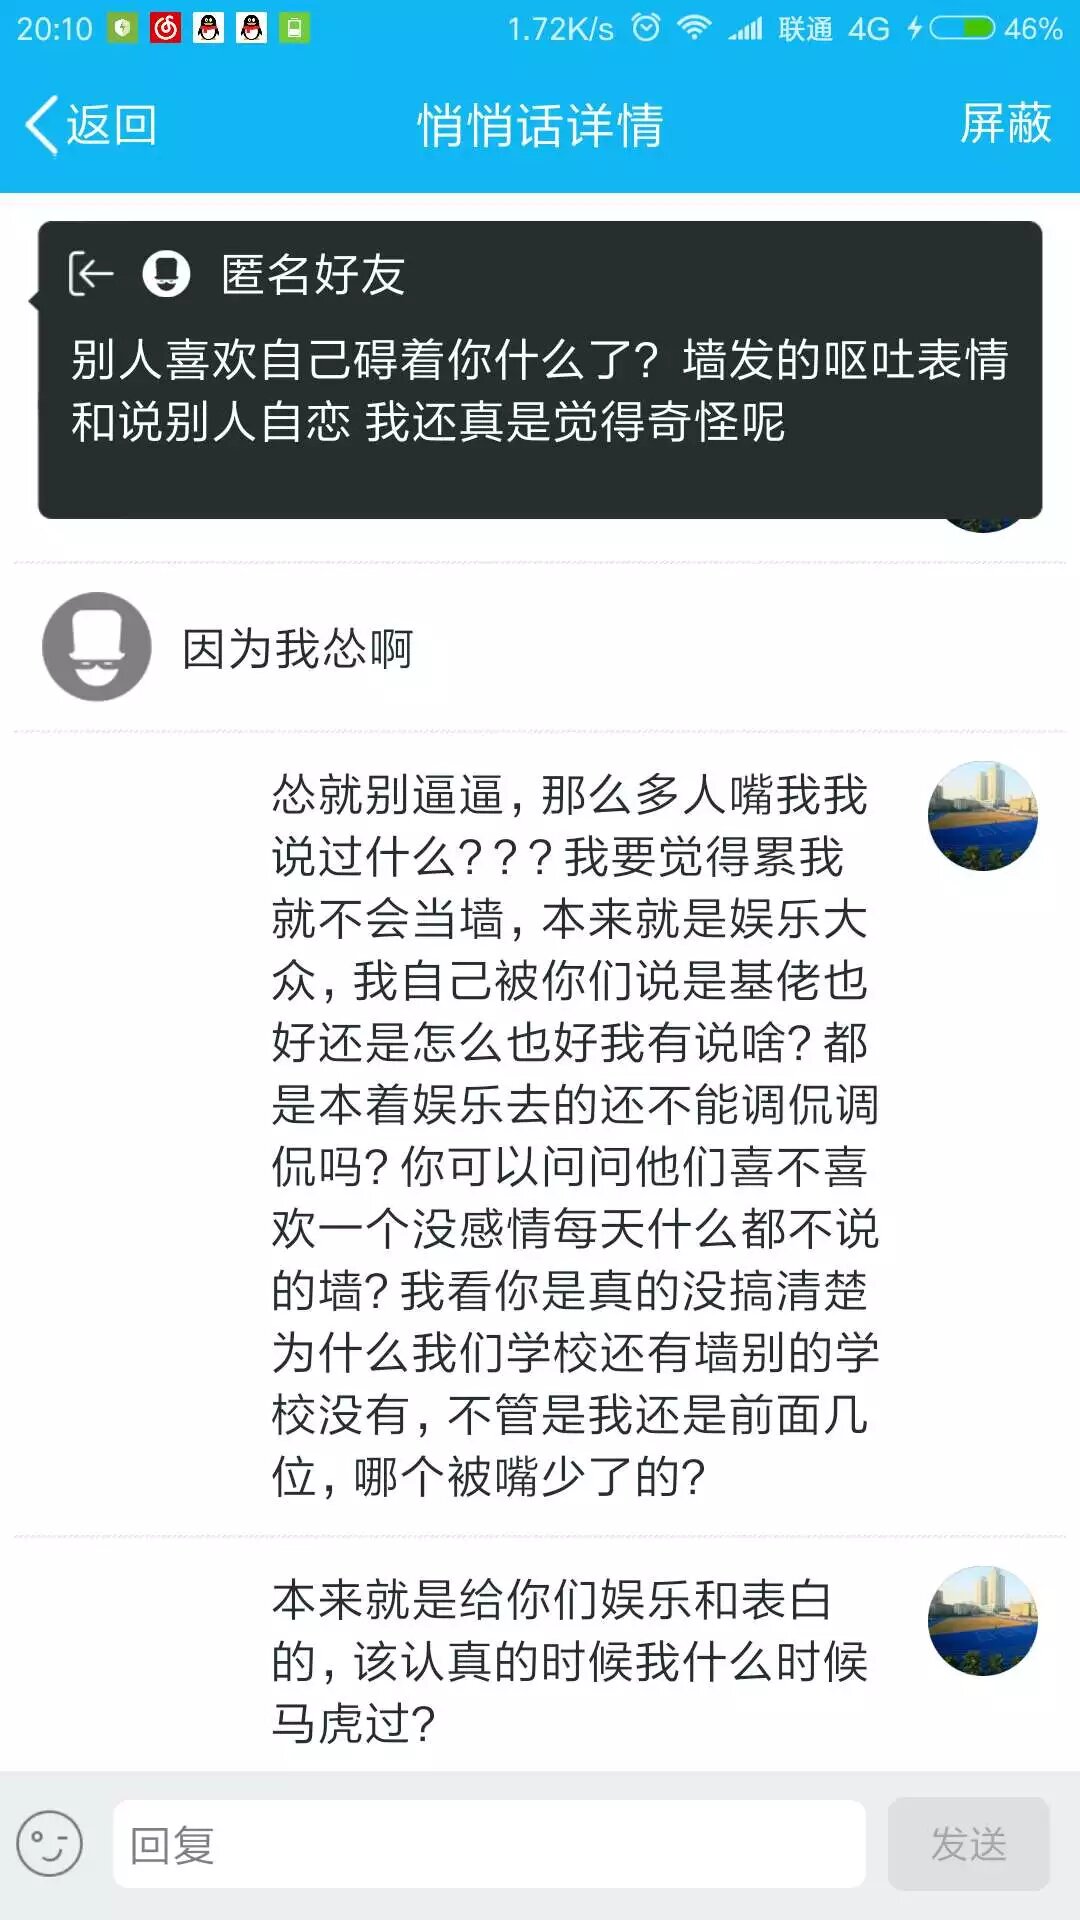 20:10 1.72K/s 联通 4G 46%
返回 悄悄话详情 屏蔽
匿名好友
别人喜欢自己碍着你什么了？墙发的呕吐表情
和说别人自恋 我还真是觉得奇怪呢
因为我怂啊
怂就别逼逼，那么多人嘴我我
说过什么？？？我要觉得累我
就不会当墙，本来就是娱乐大
众，我自己被你们说是基佬也
好还是怎么也好我有说啥？都
是本着娱乐去的还不能调侃调
侃吗？你可以问问他们喜不喜
欢一个没感情每天什么都不说
的墙？我看你是真的没搞清楚
为什么我们学校还有墙别的学
校没有，不管是我还是前面几
位，哪个被嘴少了的？
本来就是给你们娱乐和表白
的，该认真的时候我什么时候
马虎过？
回复 发送